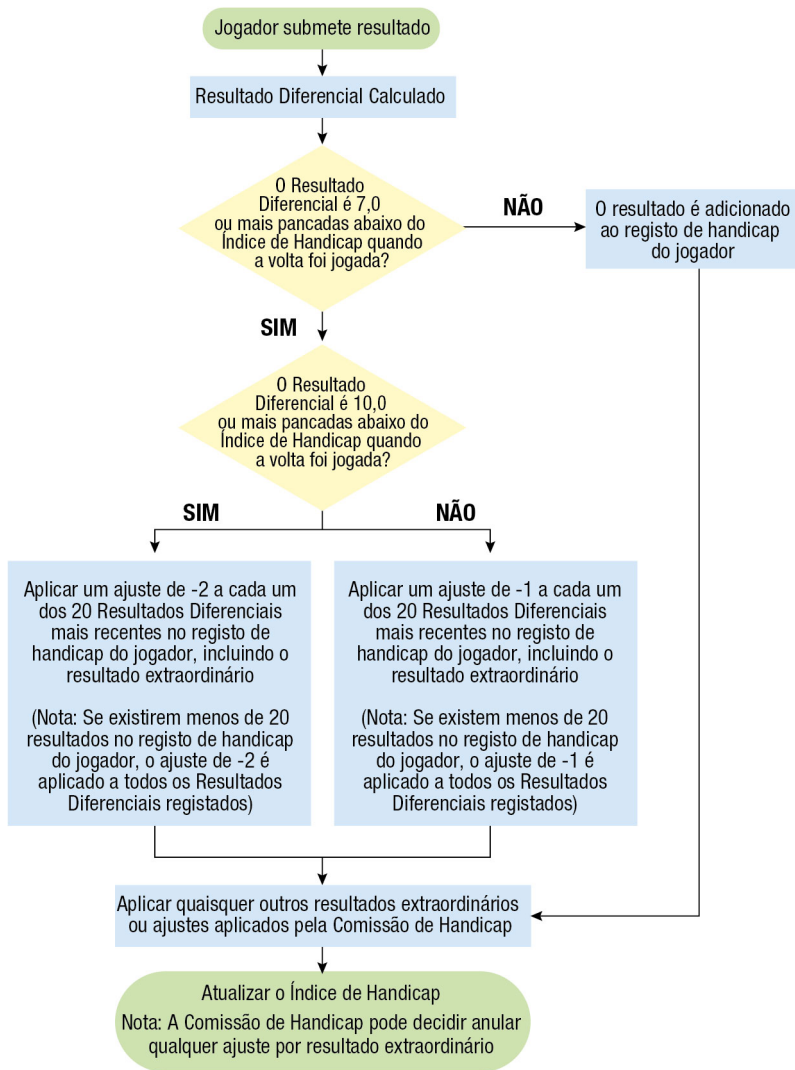 Jogador submete resultado
Resultado Diferencial Calculado
O Resultado
Diferencial é 7,0
ou mais pancadas abaixo do
Índice de Handicap quando
a volta foi jogada?
NÃO
O resultado é adicionado
ao registo de handicap
do jogador
SIM
O Resultado
Diferencial é 10,0
ou mais pancadas abaixo do
Índice de Handicap quando
a volta foi jogada?
SIM
NÃO
Aplicar um ajuste de -2 a cada um
dos 20 Resultados Diferenciais
mais recentes no registo de
handicap do jogador, incluindo o
resultado extraordinário
(Nota: Se existirem menos de 20
resultados no registo de handicap
do jogador, o ajuste de -2 é
aplicado a todos os Resultados
Diferenciais registados)
Aplicar um ajuste de -1 a cada um
dos 20 Resultados Diferenciais
mais recentes no registo de
handicap do jogador, incluindo o
resultado extraordinário
(Nota: Se existem menos de 20
resultados no registo de handicap
do jogador, o ajuste de -1 é
aplicado a todos os Resultados
Diferenciais registados)
Aplicar quaisquer outros resultados extraordinários
ou ajustes aplicados pela Comissão de Handicap
Atualizar o Índice de Handicap
Nota: A Comissão de Handicap pode decidir anular
qualquer ajuste por resultado extraordinário